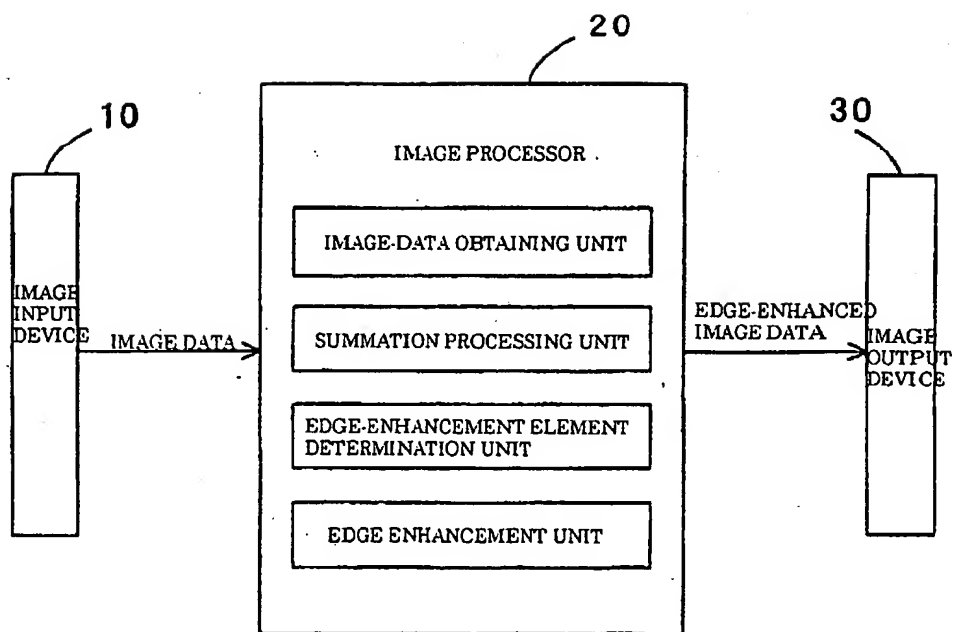 20
10
30
IMAGE PROCESSOR
IMAGE-DATA OBTAINING UNIT
IMAGE
INPUT
DEVICE
IMAGE DATA
SUMMATION PROCESSING UNIT
EDGE-ENHANCED
IMAGE DATA
IMAGE
OUTPUT
DEVICE
EDGE-ENHANCEMENT ELEMENT
DETERMINATION UNIT
EDGE ENHANCEMENT UNIT